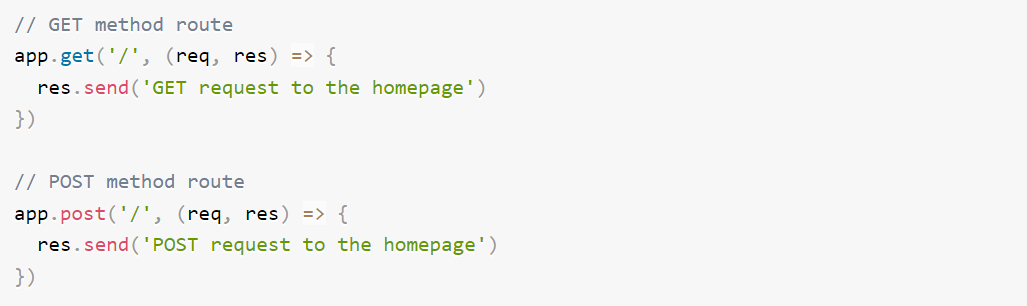 // GET method route
app.get('/', (req, res) => {
  res.send('GET request to the homepage')
})

// POST method route
app.post('/', (req, res) => {
  res.send('POST request to the homepage')
})